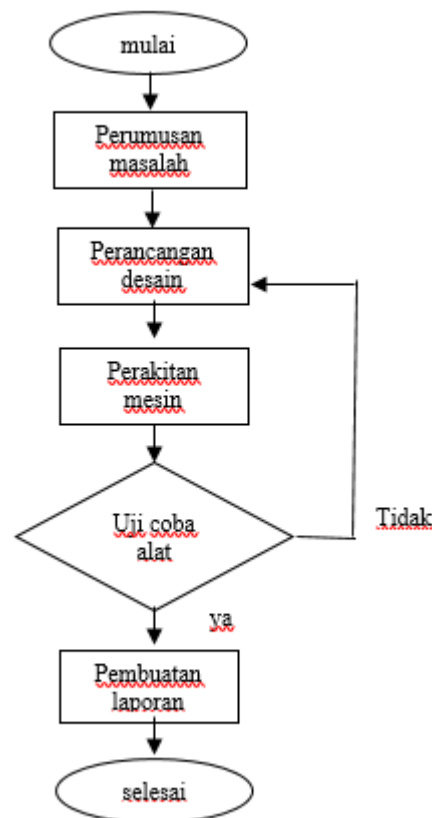 mulai
Perumusan
masalah
Perancangan
desain
Perakitan
mesin
Uji coba
alat
Tidak
ya
Pembuatan
laporan
selesai